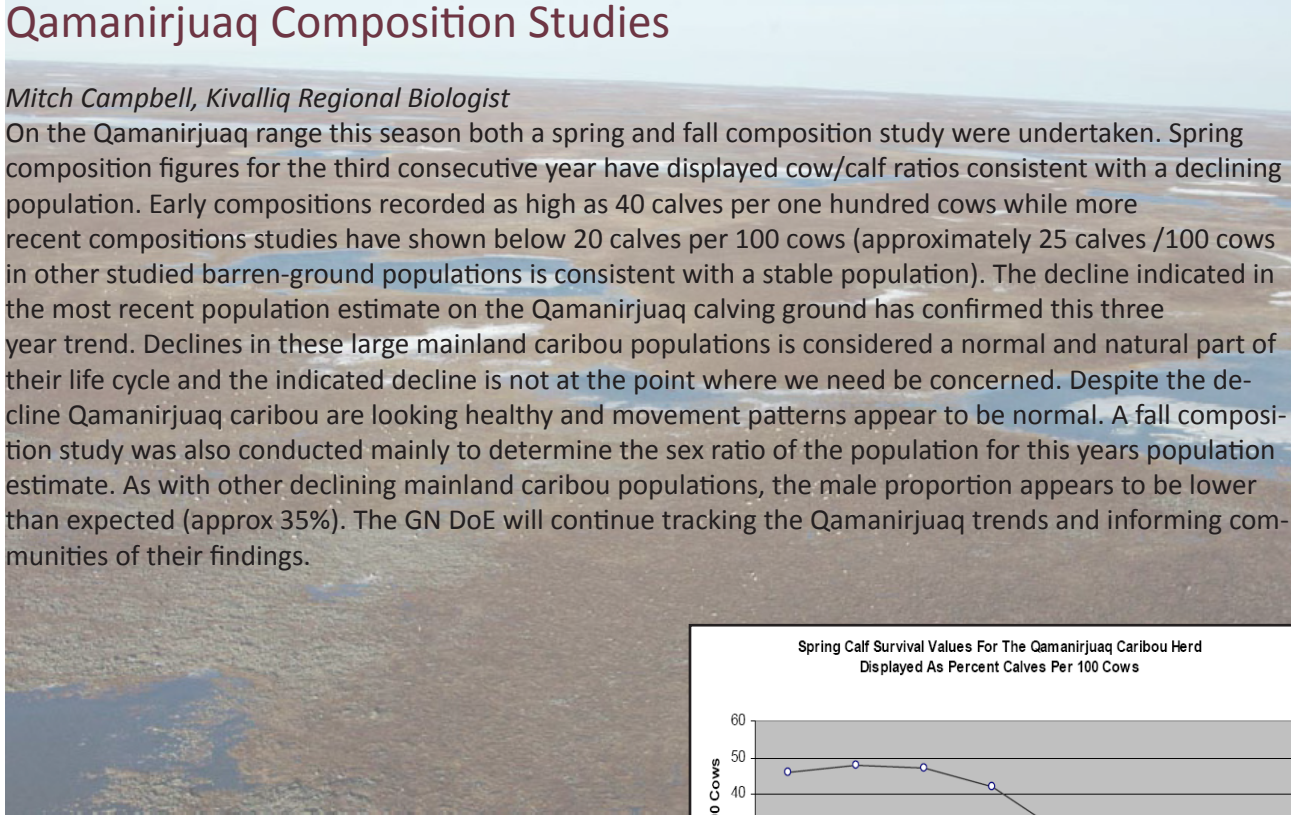 Qamanirjuaq Composition Studies
Mitch Campbell, Kivalliq Regional Biologist
On the Qamanirjuaq range this season both a spring and fall composition study were undertaken. Spring
composition figures for the third consecutive year have displayed cow/calf ratios consistent with a declining
population. Early compositions recorded as high as 40 calves per one hundred cows while more
recent compositions studies have shown below 20 calves per 100 cows (approximately 25 calves /100 cows
in other studied barren-ground populations is consistent with a stable population). The decline indicated in
the most recent population estimate on the Qamanirjuaq calving ground has confirmed this three
year trend. Declines in these large mainland caribou populations is considered a normal and natural part of
their life cycle and the indicated decline is not at the point where we need be concerned. Despite the de-
cline Qamanirjuaq caribou are looking healthy and movement patterns appear to be normal. A fall composi-
tion study was also conducted mainly to determine the sex ratio of the population for this years population
estimate. As with other declining mainland caribou populations, the male proportion appears to be lower
than expected (approx 35%). The GN DoE will continue tracking the Qamanirjuaq trends and informing com-
munities of their findings.
Spring Calf Survival Values For The Qamanirjuaq Caribou Herd
Displayed As Percent Calves Per 100 Cows
60
50
40
0 Cows